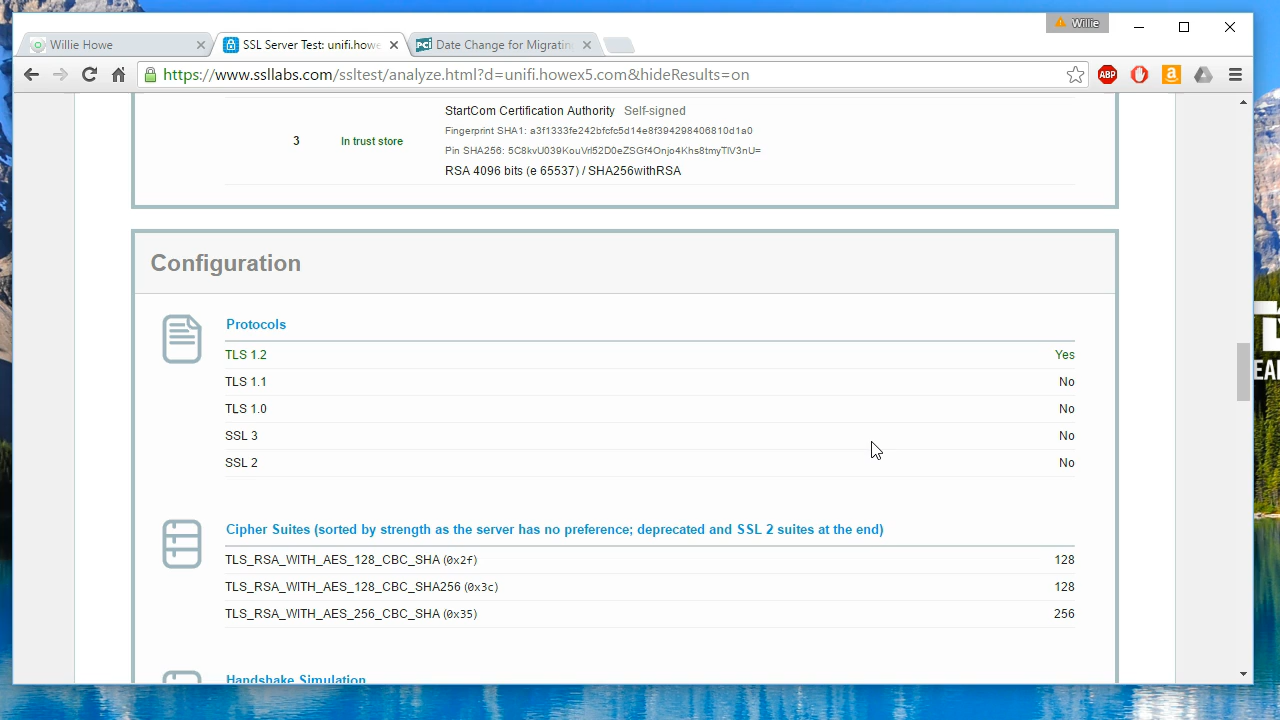 Willie
Willie Howe
SSL Server Test: unifi.howe
PCI Date Change for Migratin
https://www.ssllabs.com/ssltest/analyze.html?d=unifi.howex5.com&hideResults=on
ABP
StartCom Certification Authority Self-signed
3 In trust store
Fingerprint SHA1: a3f1333fe242bfcfc5d14e8f394298406810d1a0
Pin SHA256: 5C8kvU039KouVrl52D0eZSGf4Onjo4Khs8tmyTlV3nU=
RSA 4096 bits (e 65537) / SHA256withRSA
Configuration
Protocols
TLS 1.2 Yes
TLS 1.1 No
TLS 1.0 No
SSL 3 No
SSL 2 No
Cipher Suites (sorted by strength as the server has no preference; deprecated and SSL 2 suites at the end)
TLS_RSA_WITH_AES_128_CBC_SHA (0x2f) 128
TLS_RSA_WITH_AES_128_CBC_SHA256 (0x3c) 128
TLS_RSA_WITH_AES_256_CBC_SHA (0x35) 256
Handshake Simulation